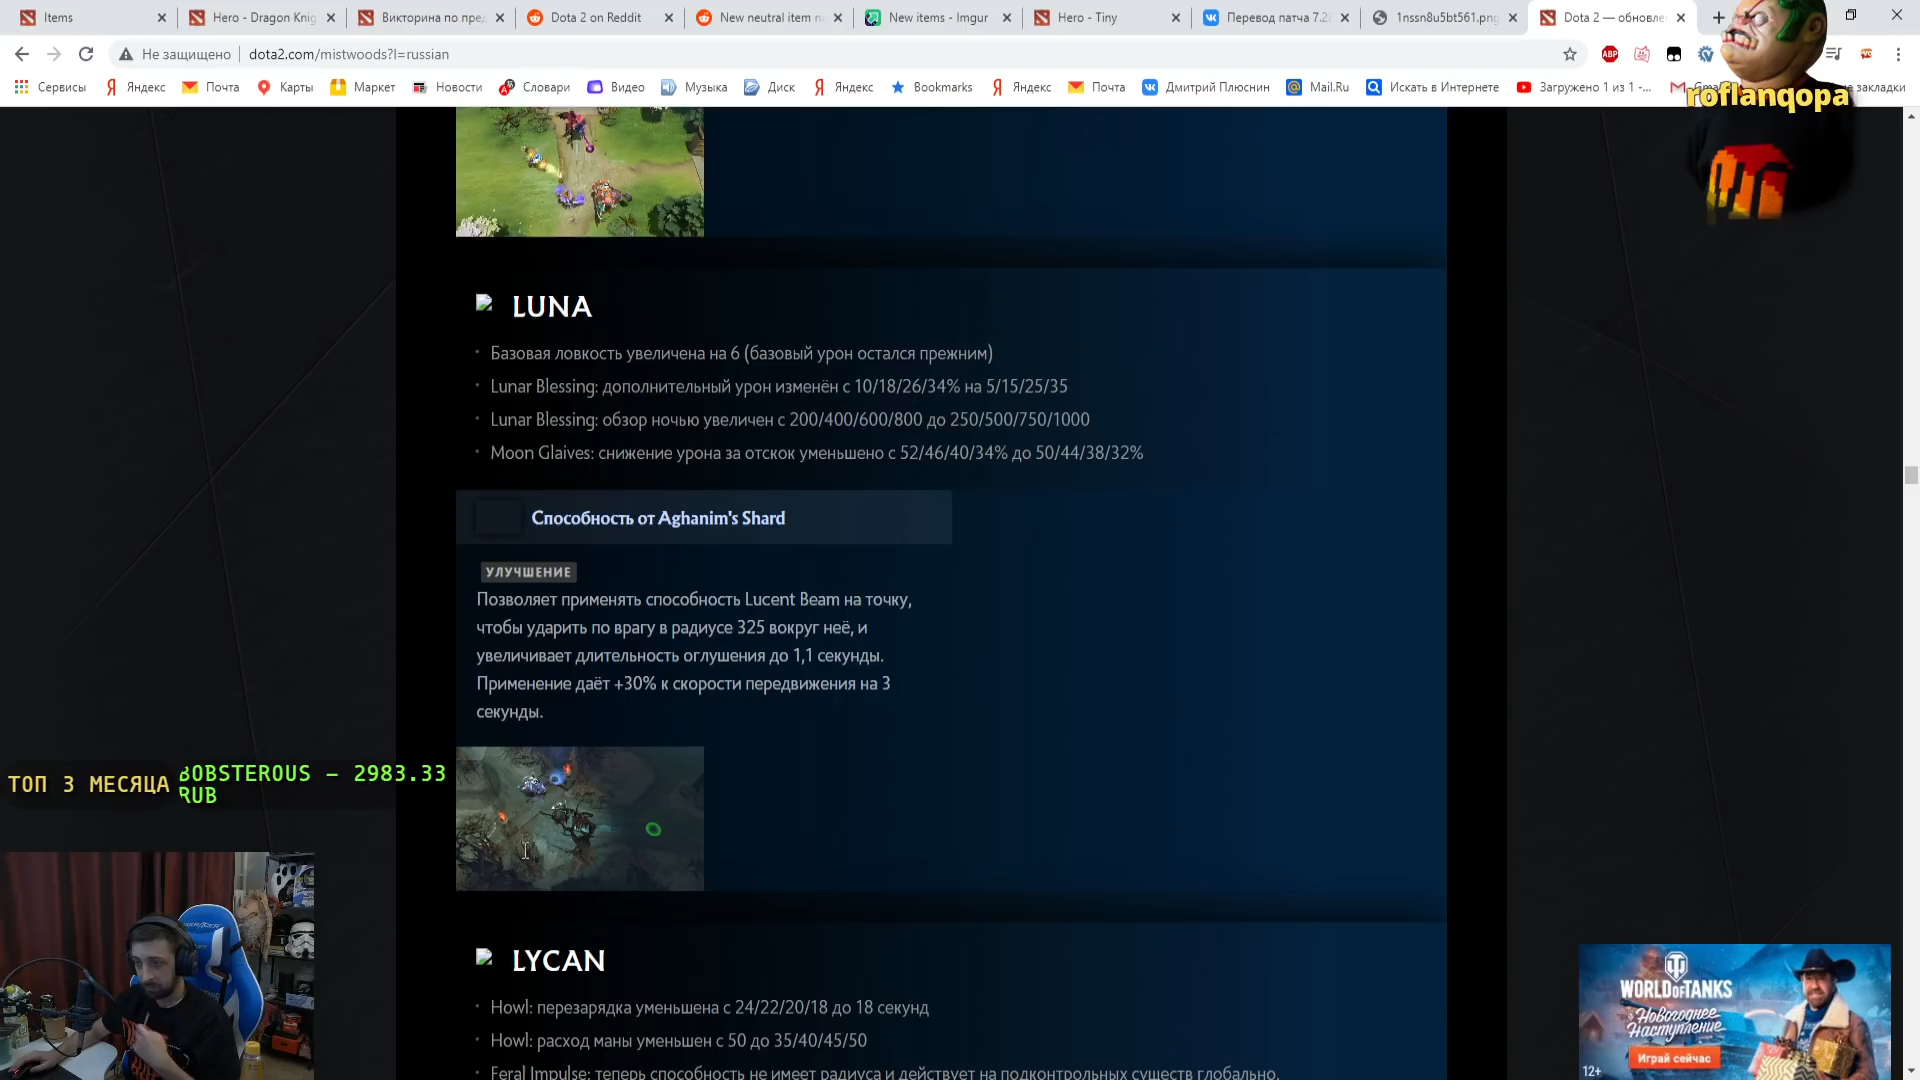 Items
Hero - Dragon Knig
Викторина по пред
Dota 2 on Reddit
New neutral item n
New items - Imgur
Hero - Tiny
Перевод патча 7.28
1nssn8u5bt561.png
Dota 2 — обновле
Не защищено
dota2.com/mistwoods?l=russian
Сервисы
Яндекс
Почта
Карты
Маркет
Новости
Словари
Видео
Музыка
Диск
Яндекс
Bookmarks
Яндекс
Почта
Дмитрий Плюснин
Mail.Ru
Искать в Интернете
Загружено 1 из 1 -...
закладки
roflanqopa
LUNA
Базовая ловкость увеличена на 6 (базовый урон остался прежним)
Lunar Blessing: дополнительный урон изменён с 10/18/26/34% на 5/15/25/35
Lunar Blessing: обзор ночью увеличен с 200/400/600/800 до 250/500/750/1000
Moon Glaives: снижение урона за отскок уменьшено с 52/46/40/34% до 50/44/38/32%
Способность от Aghanim's Shard
УЛУЧШЕНИЕ
Позволяет применять способность Lucent Beam на точку,
чтобы ударить по врагу в радиусе 325 вокруг неё, и
увеличивает длительность оглушения до 1,1 секунды.
Применение даёт +30% к скорости передвижения на 3
секунды.
ТОП 3 МЕСЯЦА
BOBSTEROUS — 2983.33
RUB
LYCAN
Howl: перезарядка уменьшена с 24/22/20/18 до 18 секунд
Howl: расход маны уменьшен с 50 до 35/40/45/50
Feral Impulse: теперь способность не имеет радиуса и действует на подконтрольных существ глобально.
WORLD OF TANKS
Новогоднее
Наступление
Играй сейчас
12+